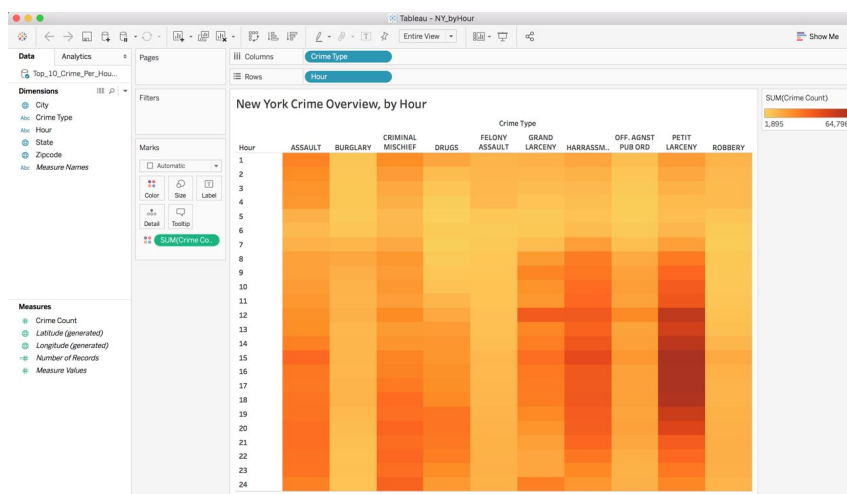 Tableau - NY_byHour
Entire View
Show Me
Data
Analytics
Top_10_Crime_Per_Hou...
Dimensions
City
Abc Crime Type
Abc Hour
State
Zipcode
Abc Measure Names
Measures
# Crime Count
Latitude (generated)
Longitude (generated)
=# Number of Records
# Measure Values
Pages
Filters
Marks
Automatic
Color
Size
Label
Detail
Tooltip
SUM(Crime Co..
Columns
Crime Type
Rows
Hour
New York Crime Overview, by Hour
Crime Type
Hour
ASSAULT
BURGLARY
CRIMINAL
MISCHIEF
DRUGS
FELONY
ASSAULT
GRAND
LARCENY
HARRASSM..
OFF. AGNST
PUB ORD
PETIT
LARCENY
ROBBERY
1
2
3
4
5
6
7
8
9
10
11
12
13
14
15
16
17
18
19
20
21
22
23
24
SUM(Crime Count)
1,895
64,796